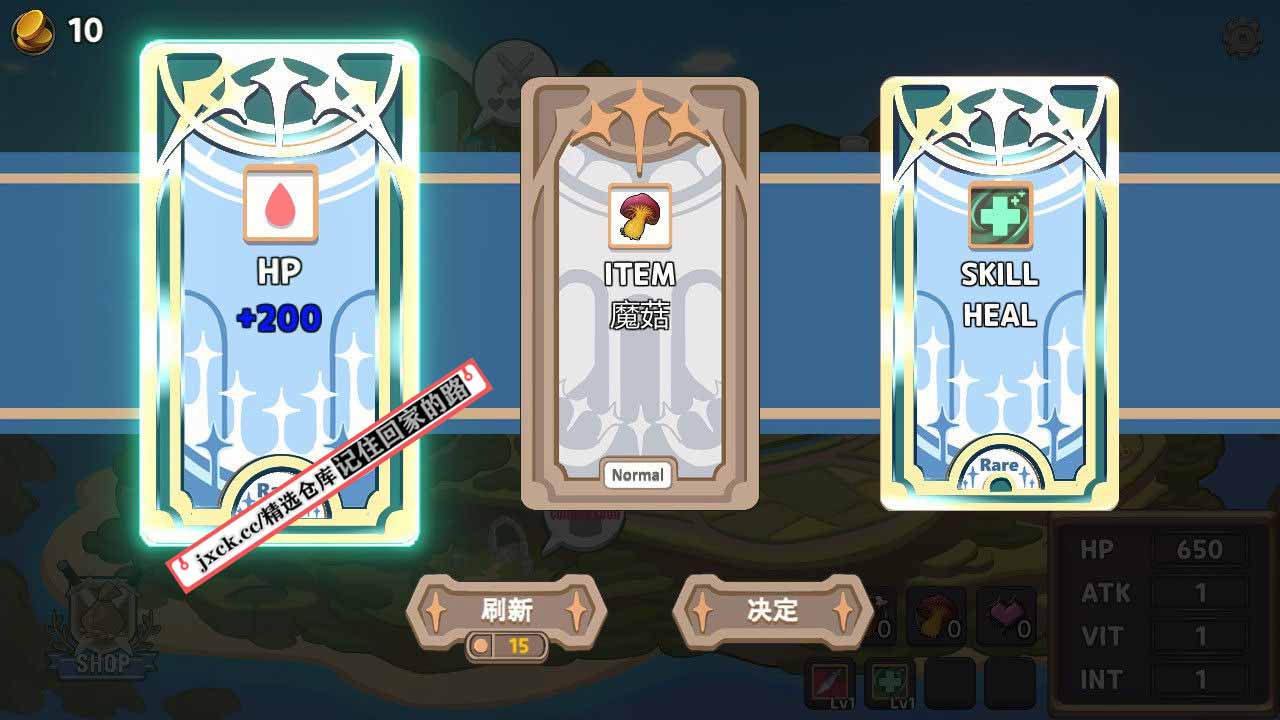 10
HP
+200
ITEM
魔菇
Normal
SKILL
HEAL
Rare
jxck.cc/精选仓库记住回家的路
刷新
15
决定
SHOP
0
0
0
Lv1
Lv1
HP 650
ATK 1
VIT 1
INT 1